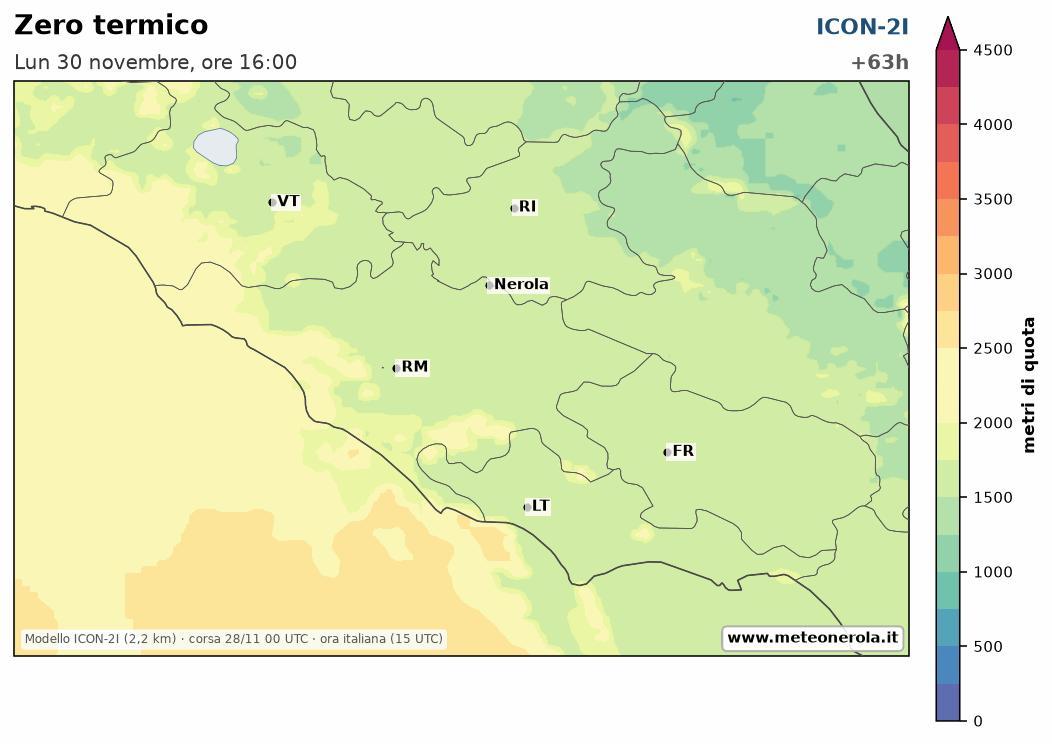 Zero termico
ICON-2I
Lun 30 novembre, ore 16:00
+63h
4500
4000
3500
3000
2500
2000
1500
1000
500
0
metri di quota
VT
RI
Nerola
RM
FR
LT
Modello ICON-2I (2,2 km) · corsa 28/11 00 UTC · ora italiana (15 UTC)
www.meteonerola.it